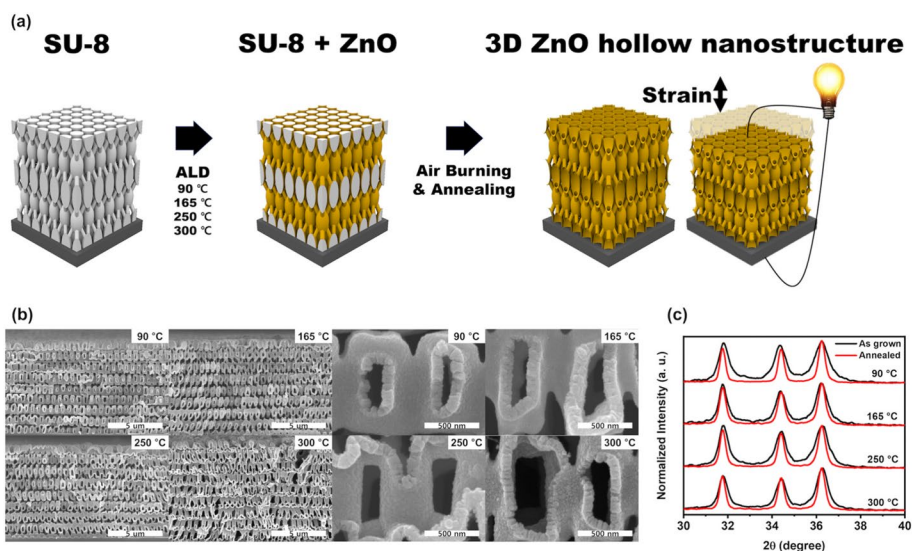 (a)
SU-8
SU-8 + ZnO
3D ZnO hollow nanostructure
Strain
ALD
90 ℃
165 ℃
250 ℃
300 ℃
Air Burning
& Annealing
(b)
90 °C
165 °C
90 °C
165 °C
5 um
5 um
500 nm
500 nm
250 °C
300 °C
250 °C
300 °C
5 um
5 um
500 nm
500 nm
(c)
As grown
Annealed
90 °C
165 °C
250 °C
300 °C
Normalized Intensity (a. u.)
30 32 34 36 38 40
2θ (degree)